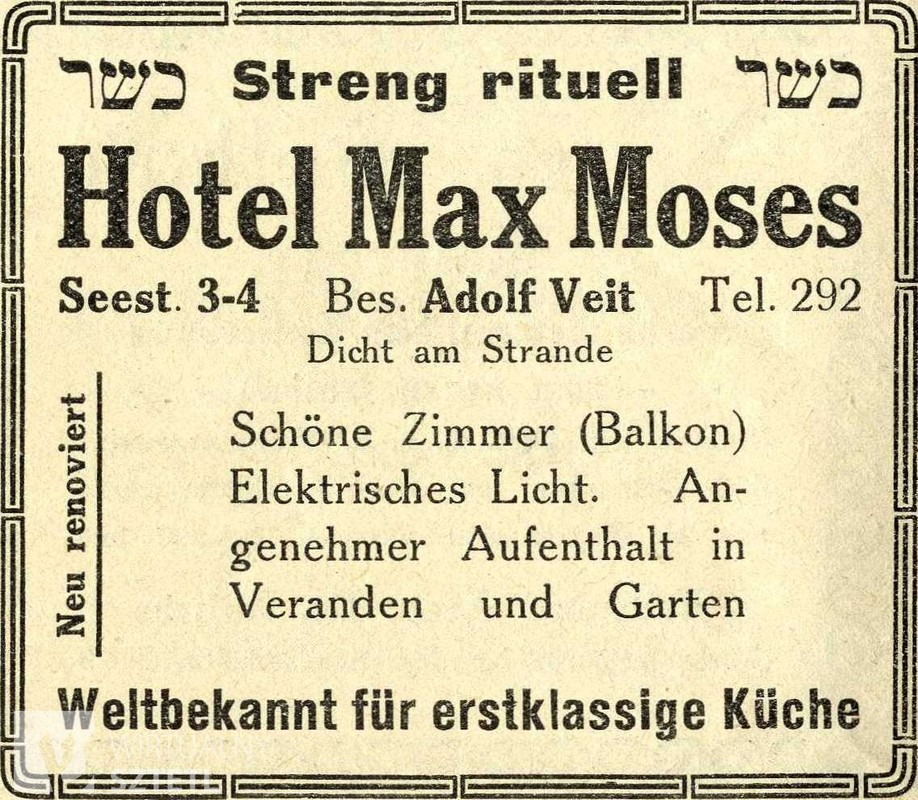 כשר Streng rituell כשר
Hotel Max Moses
Seest. 3-4 Bes. Adolf Veit Tel. 292
Dicht am Strande
Neu renoviert
Schöne Zimmer (Balkon)
Elektrisches Licht. An-
genehmer Aufenthalt in
Veranden und Garten
Weltbekannt für erstklassige Küche